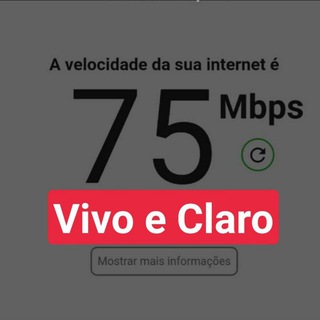 A velocidade da sua internet é
75 Mbps
Vivo e Claro
Mostrar mais informações